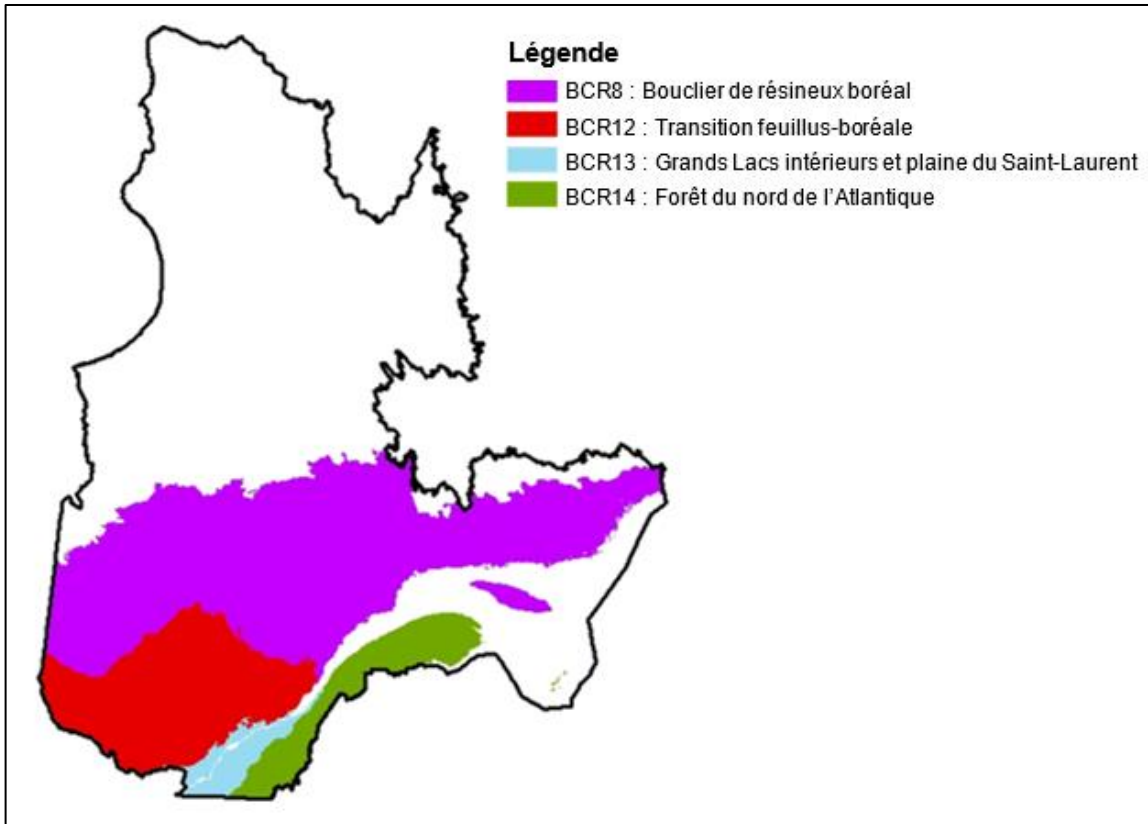 Légende
BCR8 : Bouclier de résineux boréal
BCR12 : Transition feuillus-boréale
BCR13 : Grands Lacs intérieurs et plaine du Saint-Laurent
BCR14 : Forêt du nord de l'Atlantique